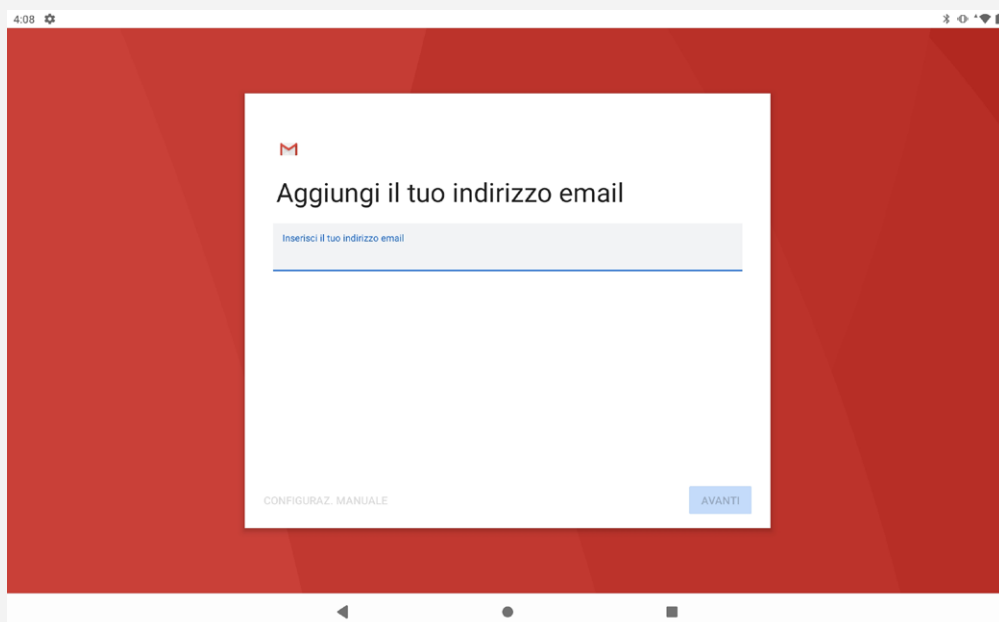 4:08
Aggiungi il tuo indirizzo email
Inserisci il tuo indirizzo email
CONFIGURAZ. MANUALE
AVANTI